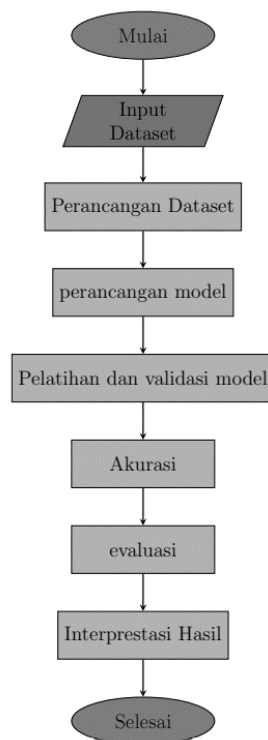 Mulai
Input
Dataset
Perancangan Dataset
perancangan model
Pelatihan dan validasi model
Akurasi
evaluasi
Interprestasi Hasil
Selesai